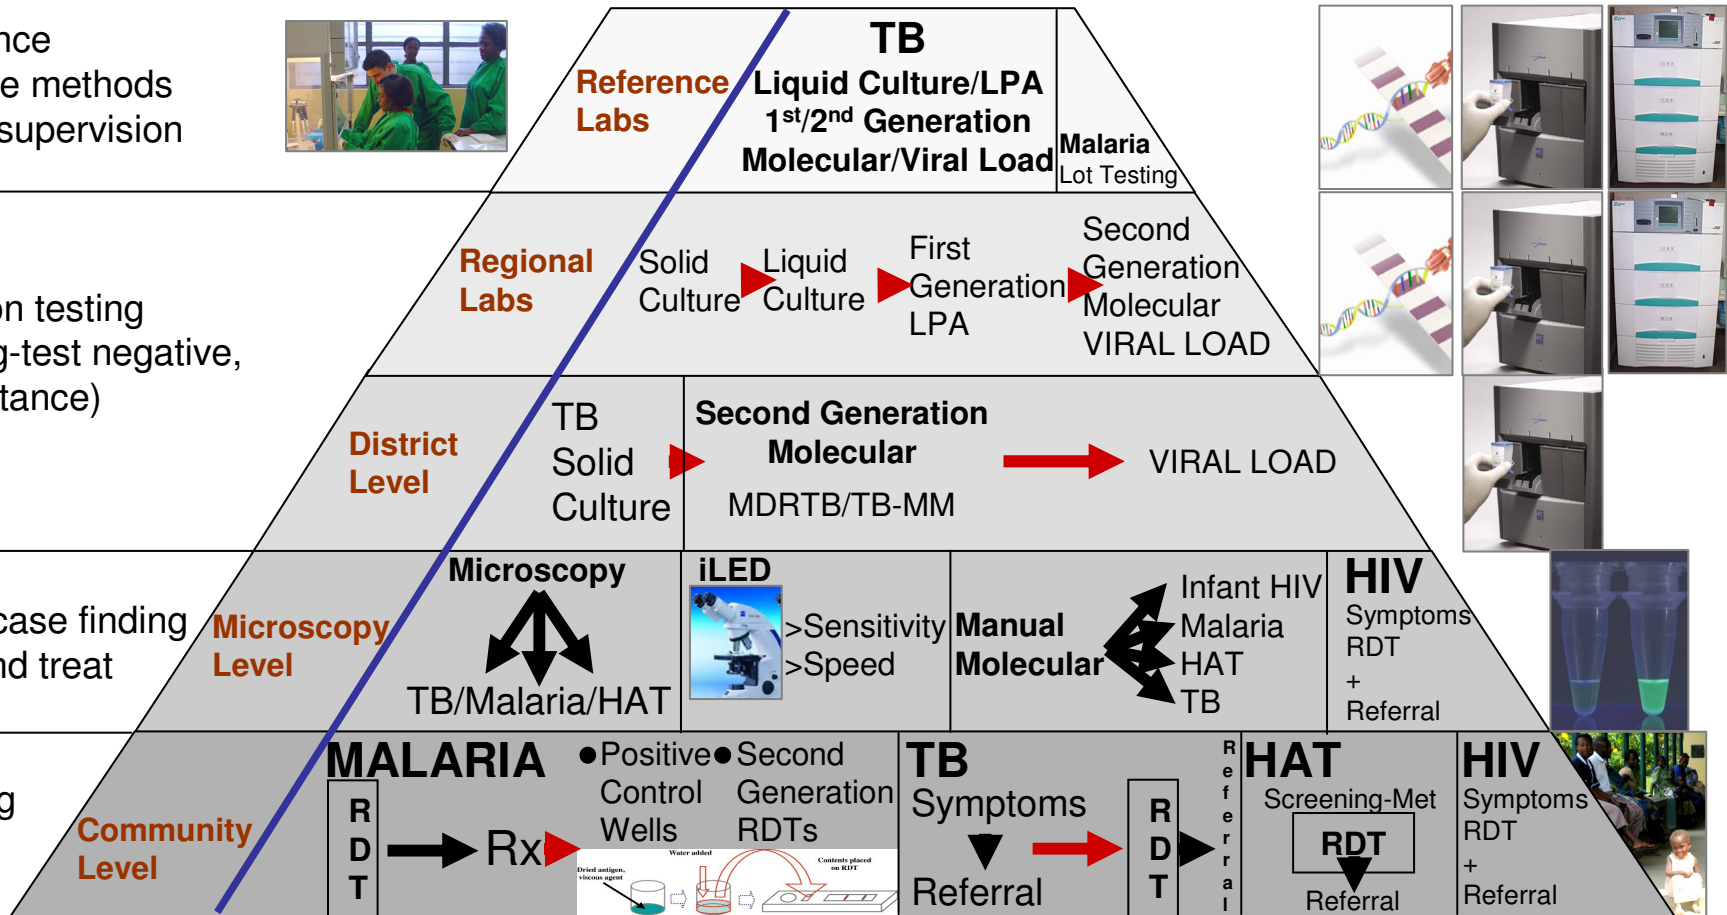 nce
e methods
supervision
Reference
Labs
TB
Liquid Culture/LPA
1st/2nd Generation
Molecular/Viral Load
Malaria
Lot Testing
on testing
g-test negative,
tance)
Regional
Labs
Solid
Culture
Liquid
Culture
First
Generation
LPA
Second
Generation
Molecular
VIRAL LOAD
District
Level
TB
Solid
Culture
Second Generation
Molecular
MDRTB/TB-MM
VIRAL LOAD
case finding
nd treat
Microscopy
Level
Microscopy
TB/Malaria/HAT
iLED
>Sensitivity
>Speed
Manual
Molecular
Infant HIV
Malaria
HAT
TB
HIV
Symptoms
RDT
+
Referral
g
Community
Level
MALARIA
R
D
T
Rx
●Positive
Control
Wells
●Second
Generation
RDTs
Dried antigen,
viscous agent
Water added
Contents placed
on RDT
TB
Symptoms
Referral
R
D
T
R
e
f
e
r
r
a
l
HAT
Screening-Met
RDT
Referral
HIV
Symptoms
RDT
+
Referral